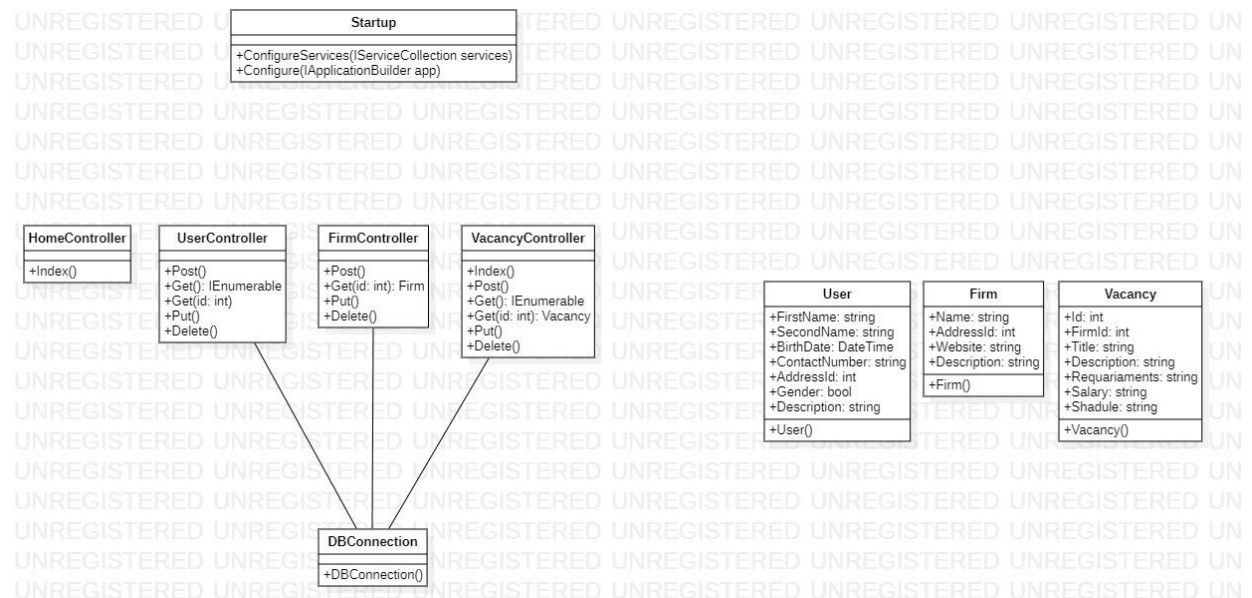 Startup
+ConfigureServices(IServiceCollection services)
+Configure(IApplicationBuilder app)
HomeController
+Index()
UserController
+Post()
+Get(): IEnumerable
+Get(id: int)
+Put()
+Delete()
FirmController
+Post()
+Get(id: int): Firm
+Put()
+Delete()
VacancyController
+Index()
+Post()
+Get(): IEnumerable
+Get(id: int): Vacancy
+Put()
+Delete()
User
+FirstName: string
+SecondName: string
+BirthDate: DateTime
+ContactNumber: string
+AddressId: int
+Gender: bool
+Description: string
+User()
Firm
+Name: string
+AddressId: int
+Website: string
+Description: string
+Firm()
Vacancy
+Id: int
+FirmId: int
+Title: string
+Description: string
+Requariaments: string
+Salary: string
+Shadule: string
+Vacancy()
DBConnection
+DBConnection()
UNREGISTERED